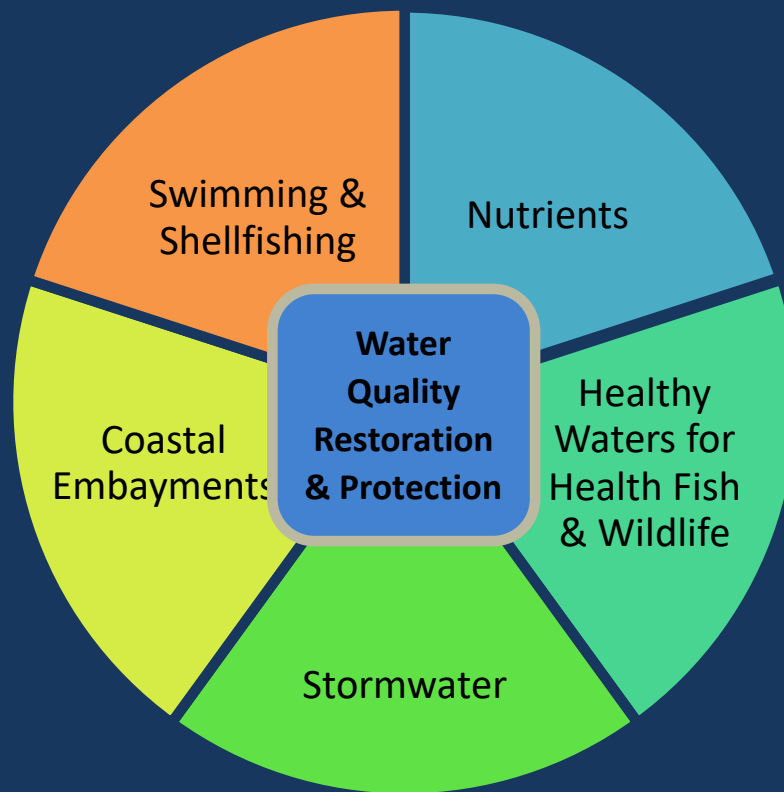 Swimming &
Shellfishing
Nutrients
Water
Quality
Restoration
& Protection
Healthy
Waters for
Health Fish
& Wildlife
Coastal
Embayments
Stormwater